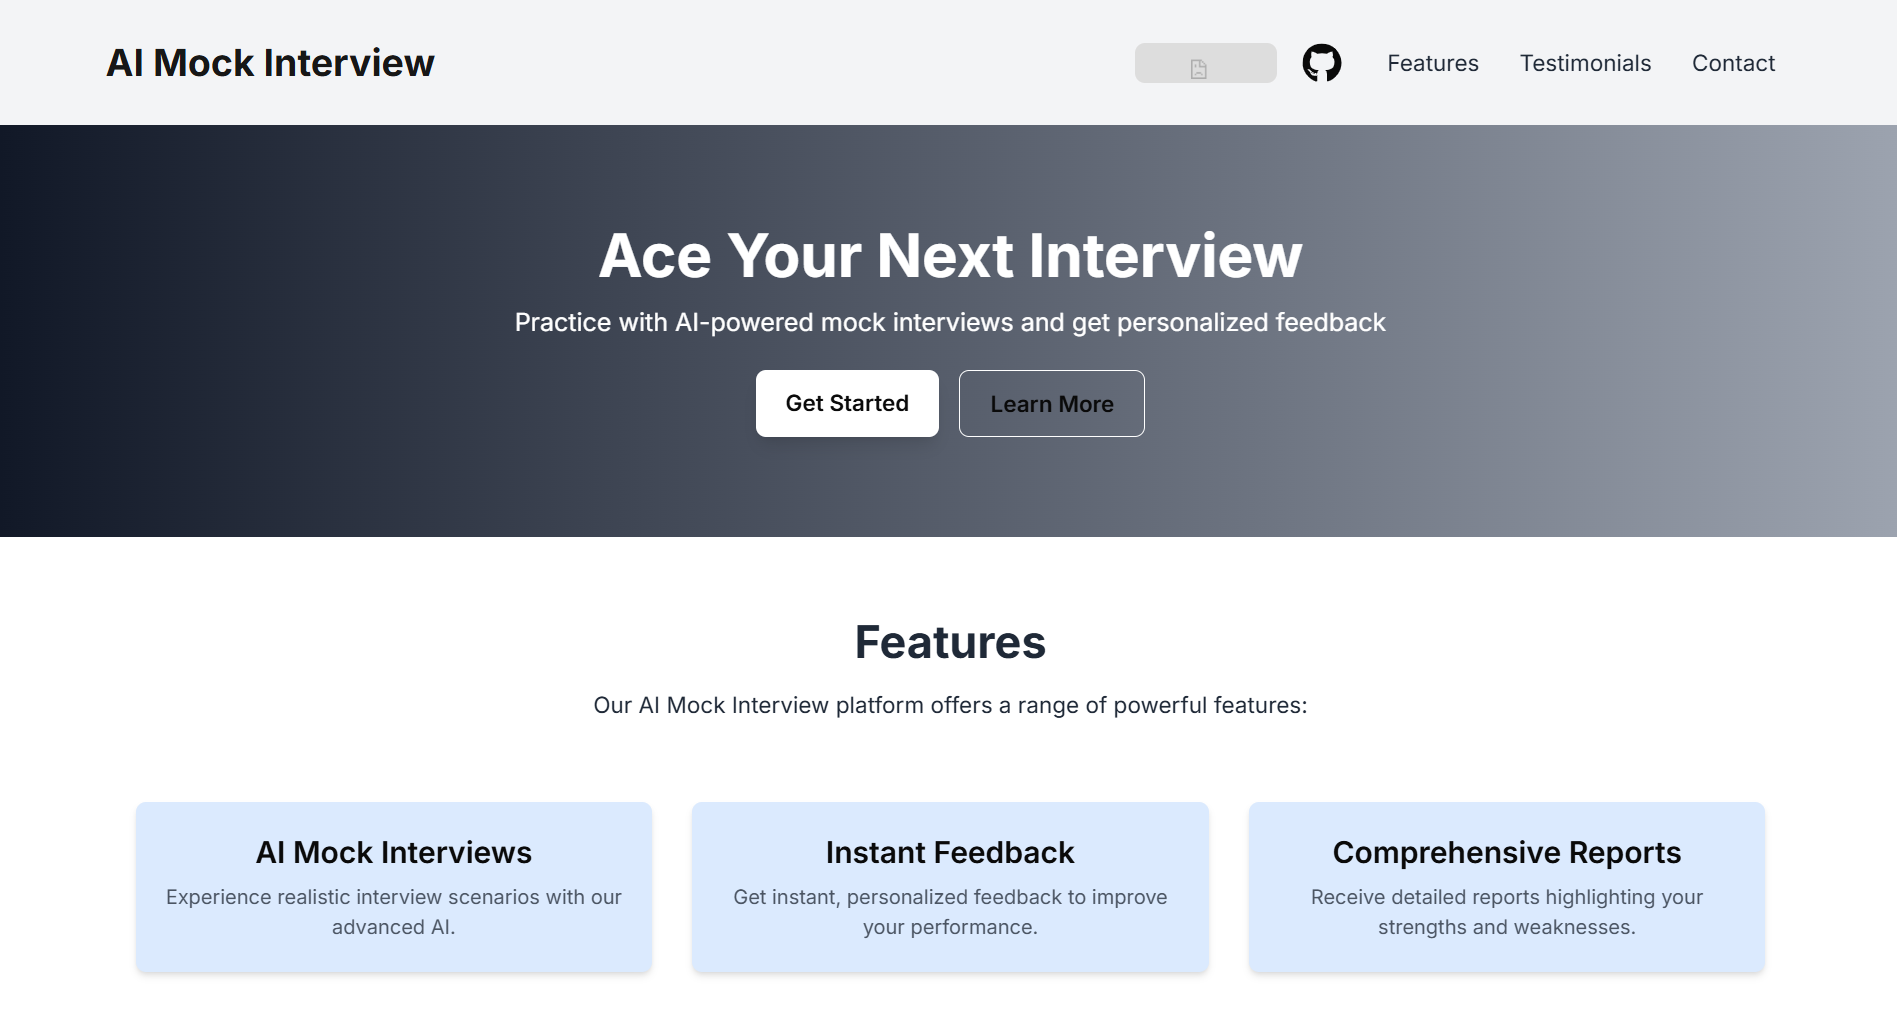 AI Mock Interview
Features
Testimonials
Contact
Ace Your Next Interview
Practice with AI-powered mock interviews and get personalized feedback
Get Started
Learn More
Features
Our AI Mock Interview platform offers a range of powerful features:
AI Mock Interviews
Experience realistic interview scenarios with our
advanced AI.
Instant Feedback
Get instant, personalized feedback to improve
your performance.
Comprehensive Reports
Receive detailed reports highlighting your
strengths and weaknesses.